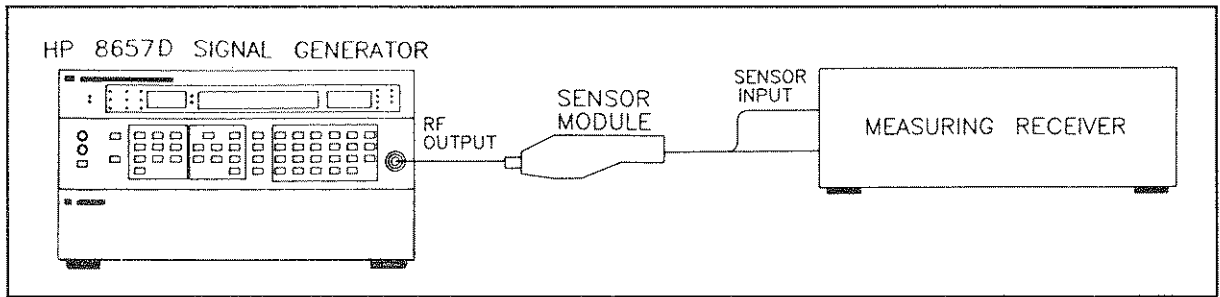 HP 8657D SIGNAL GENERATOR
RF
OUTPUT
SENSOR
MODULE
SENSOR
INPUT
MEASURING RECEIVER